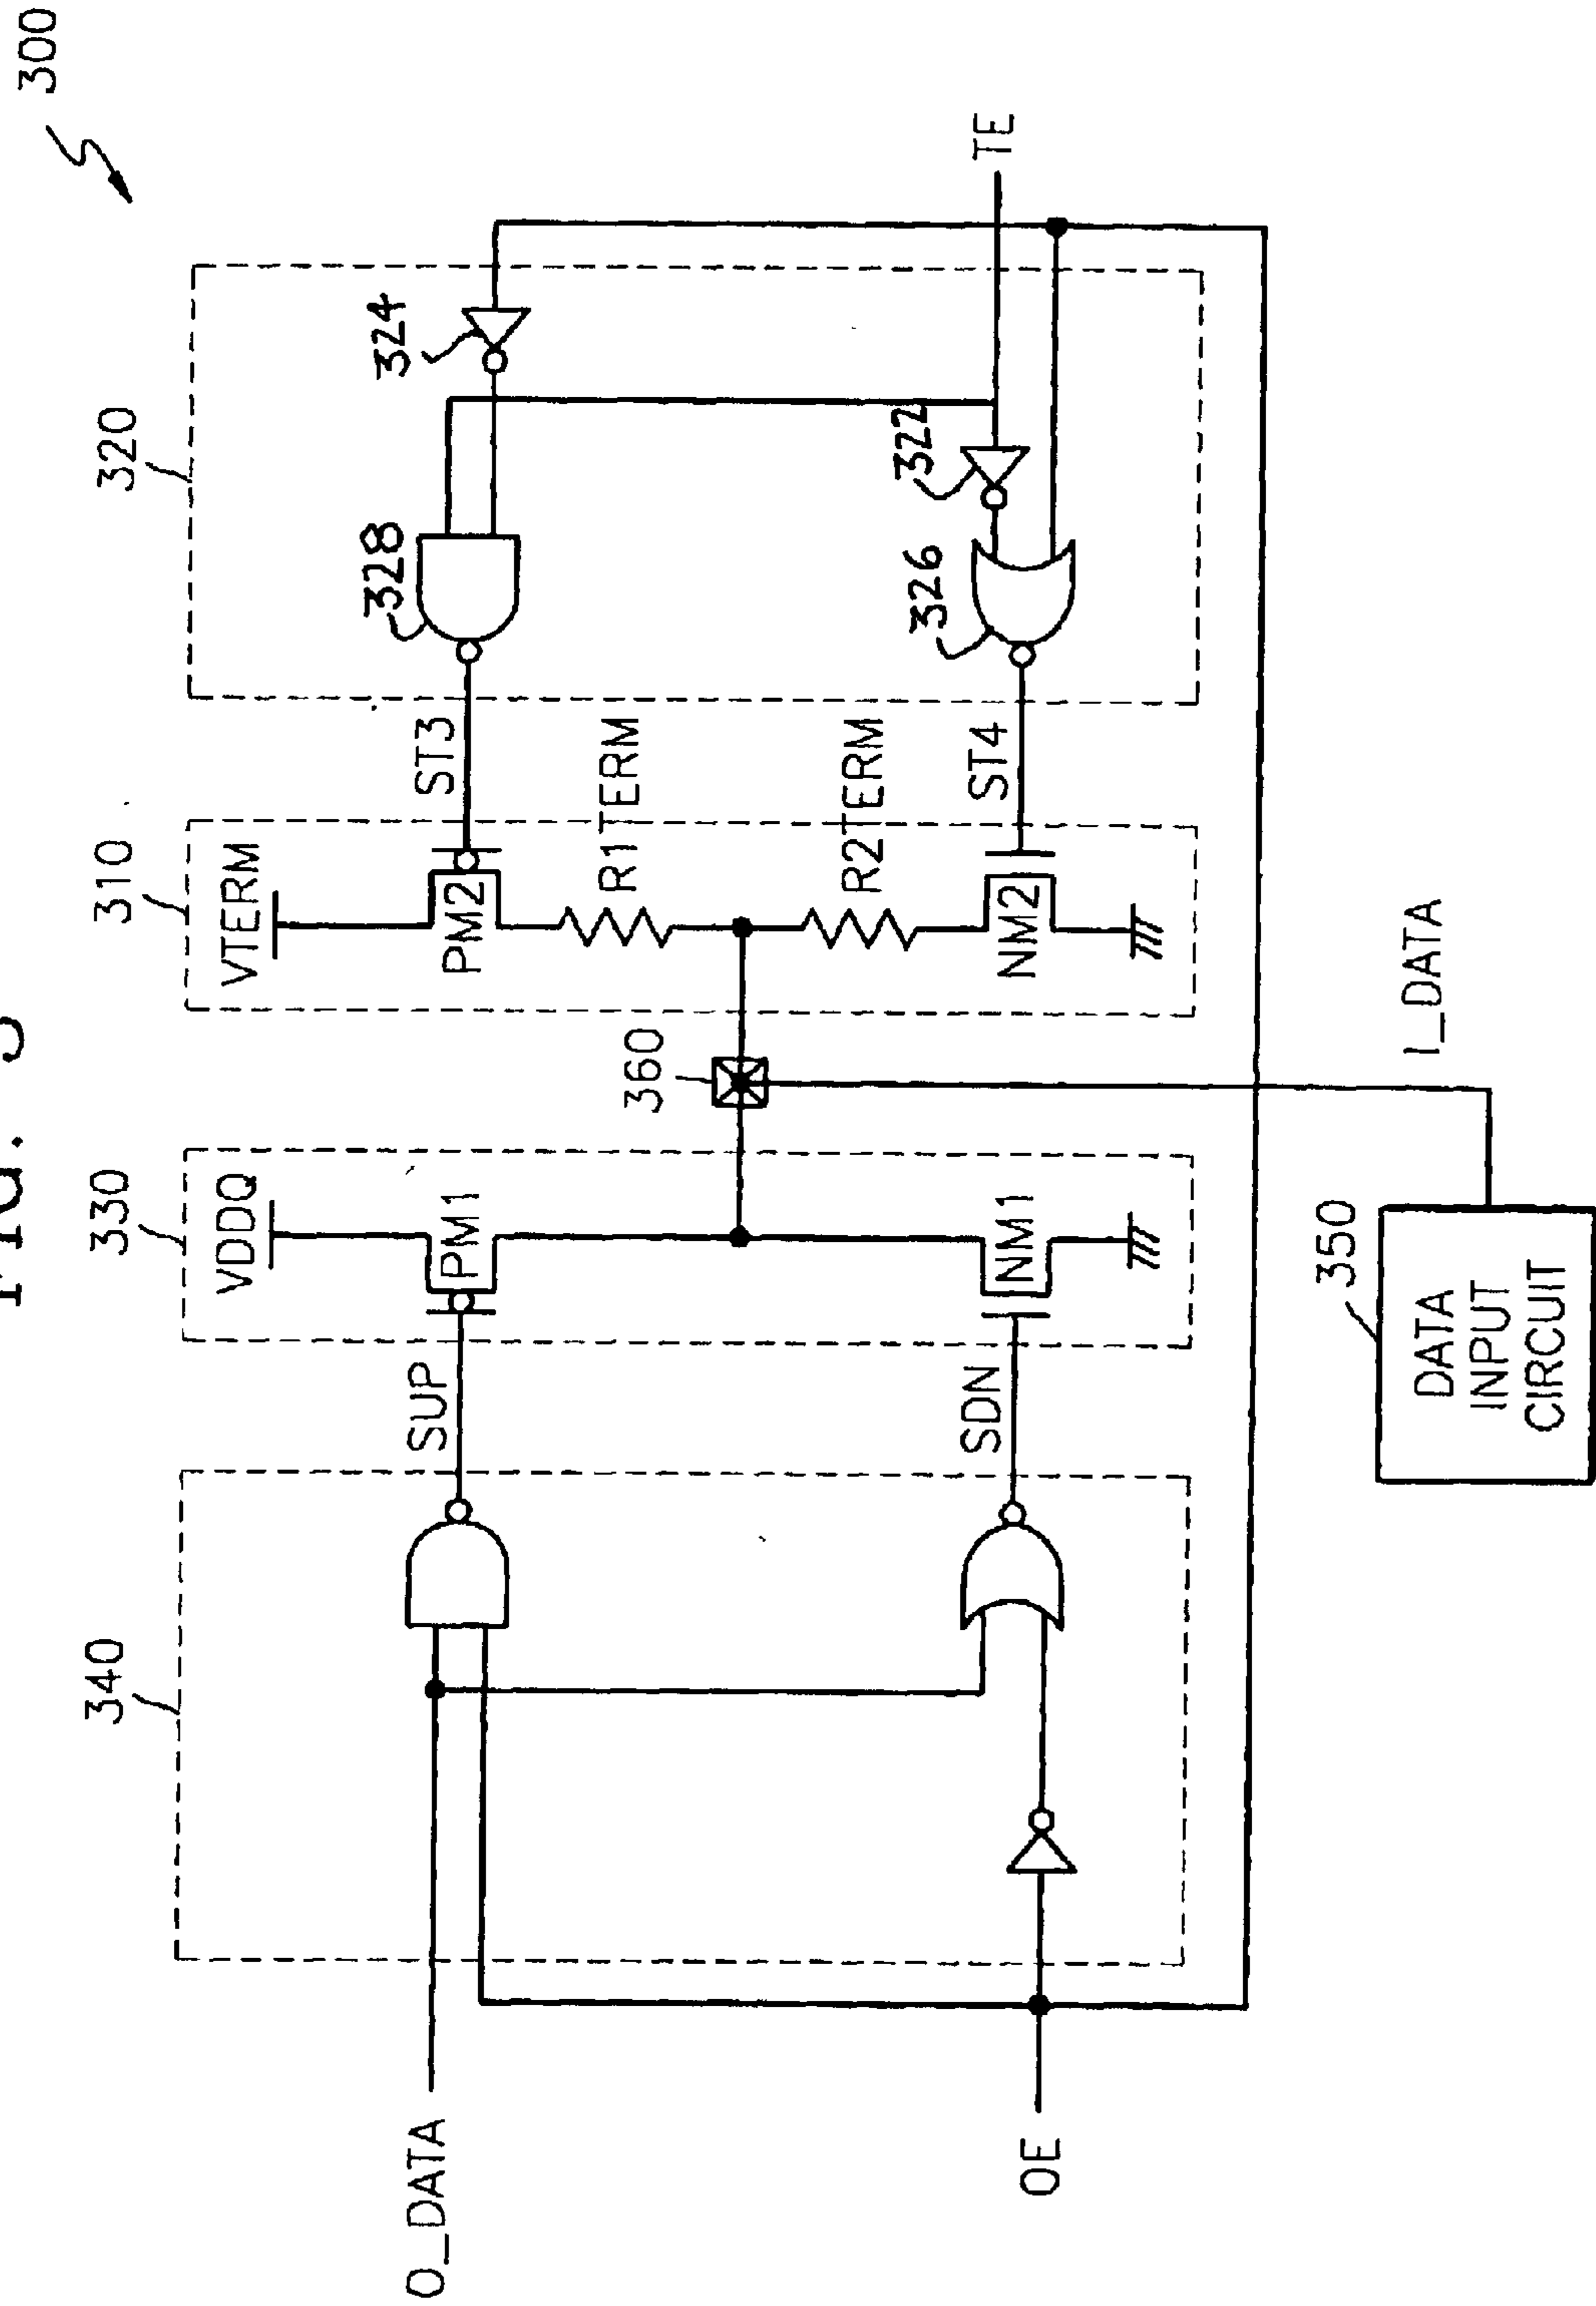 300
320
324
328
322
326
TE
310
VTERM
ST3
PM2
R1TERM
R2TERM
ST4
NM2
360
I_DATA
330
VDDQ
PM1
NM1
SUP
SDN
350
DATA
INPUT
CIRCUIT
340
O_DATA
OE